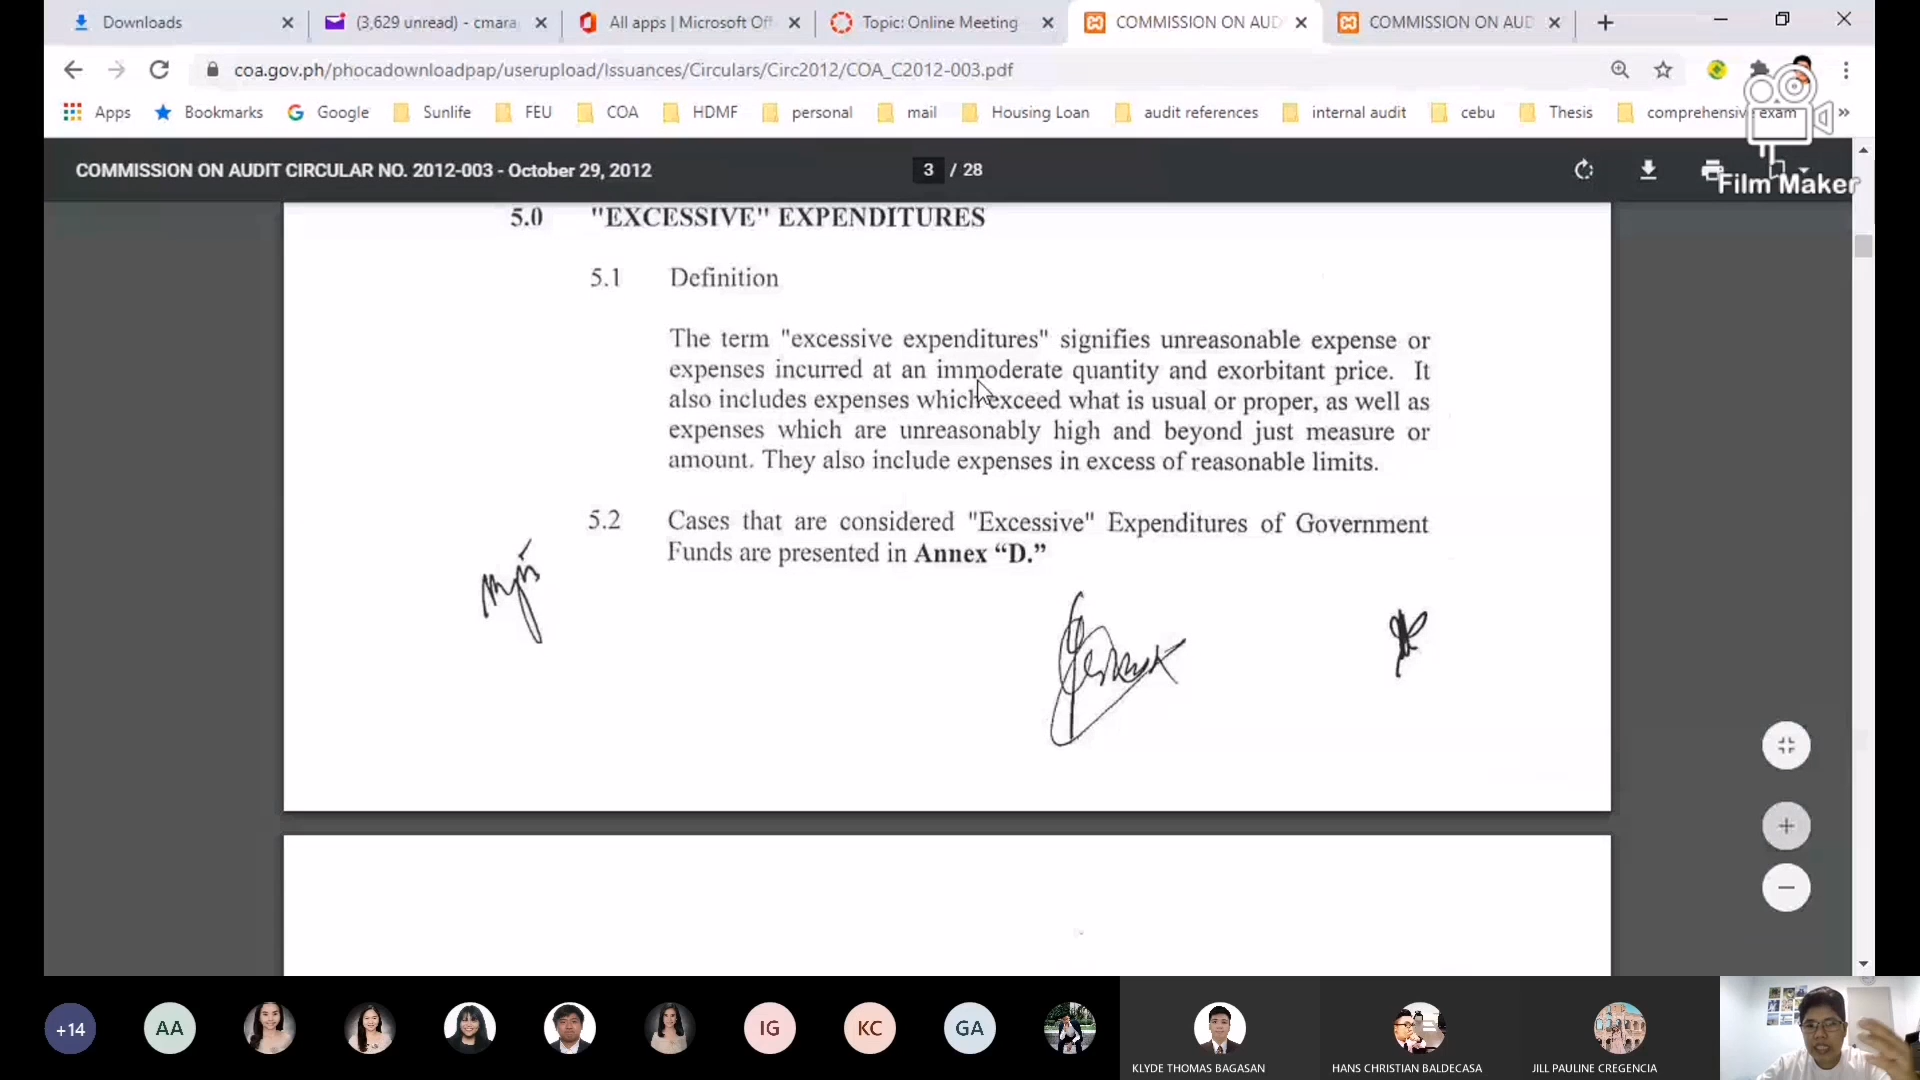 Downloads
(3,629 unread) - cmara
All apps | Microsoft Off
Topic: Online Meeting
COMMISSION ON AUD
COMMISSION ON AUD
coa.gov.ph/phocadownloadpap/userupload/Issuances/Circulars/Circ2012/COA_C2012-003.pdf
Apps
Bookmarks
Google
Sunlife
FEU
COA
HDMF
personal
mail
Housing Loan
audit references
internal audit
cebu
Thesis
comprehensive exam
COMMISSION ON AUDIT CIRCULAR NO. 2012-003 - October 29, 2012
3 / 28
Film Maker
5.0 "EXCESSIVE" EXPENDITURES
5.1 Definition
The term "excessive expenditures" signifies unreasonable expense or
expenses incurred at an immoderate quantity and exorbitant price. It
also includes expenses which exceed what is usual or proper, as well as
expenses which are unreasonably high and beyond just measure or
amount. They also include expenses in excess of reasonable limits.
5.2 Cases that are considered "Excessive" Expenditures of Government
Funds are presented in Annex “D.”
+14
AA
IG
KC
GA
KLYDE THOMAS BAGASAN
HANS CHRISTIAN BALDECASA
JILL PAULINE CREGENCIA